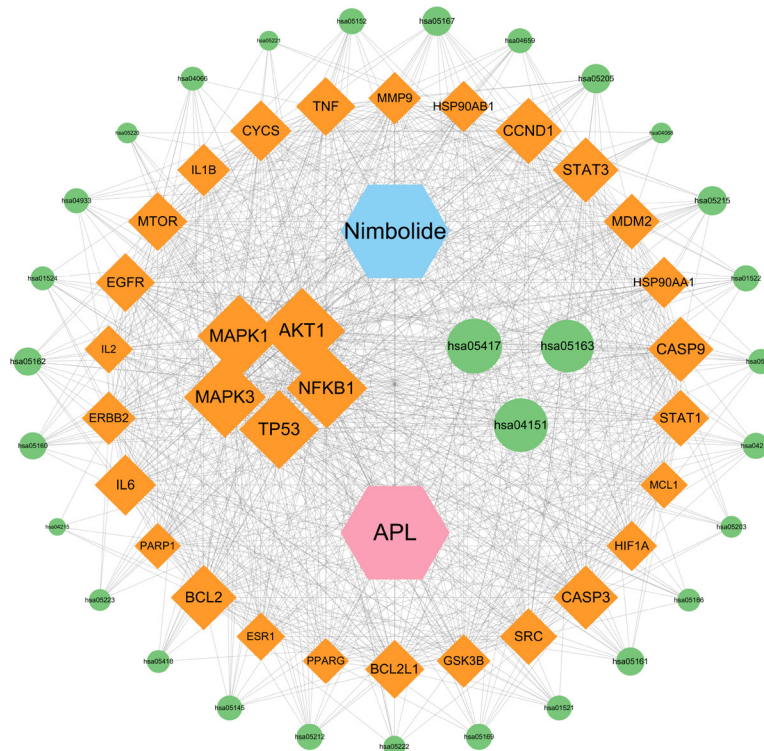 hsa05152
hsa05167
hsa04659
hsa05221
hsa05205
hsa04066
TNF
MMP9
HSP90AB1
CYCS
CCND1
hsa05220
hsa04068
IL1B
STAT3
hsa04933
MTOR
Nimbolide
MDM2
hsa05215
hsa01524
EGFR
HSP90AA1
hsa01522
MAPK1
AKT1
hsa05162
IL2
hsa05417
hsa05163
CASP9
MAPK3
NFKB1
ERBB2
TP53
hsa04151
STAT1
hsa05160
IL6
MCL1
hsa04215
APL
hsa05203
PARP1
HIF1A
hsa05223
BCL2
CASP3
hsa05166
ESR1
SRC
hsa05418
PPARG
BCL2L1
GSK3B
hsa05161
hsa05145
hsa01521
hsa05212
hsa05222
hsa05169